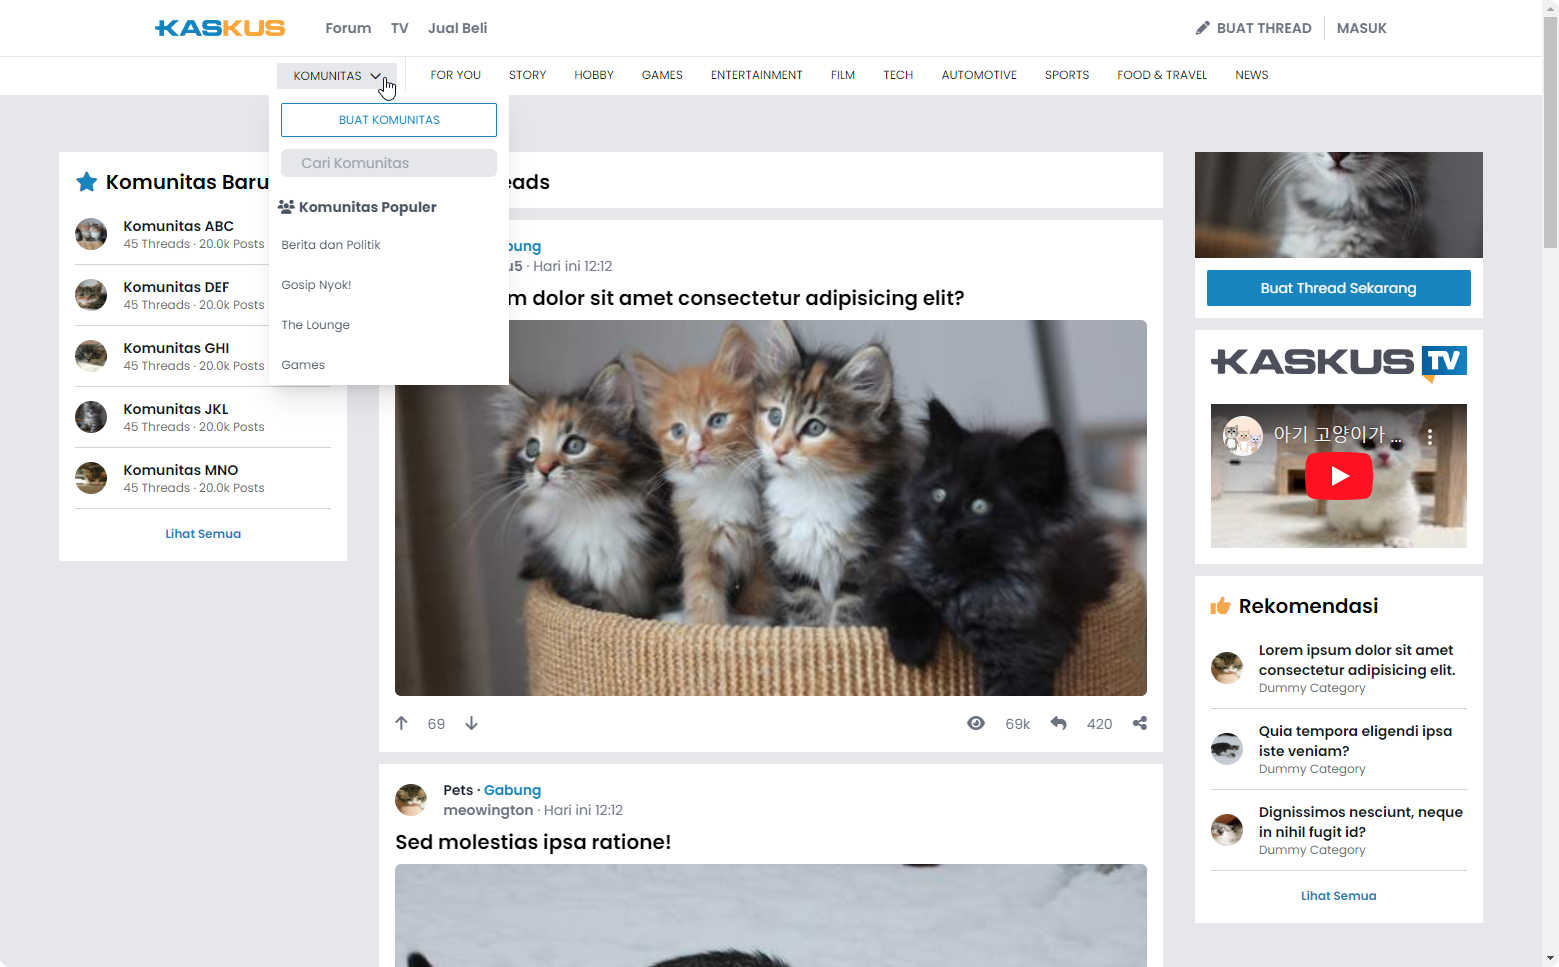 KASKUS
Forum TV Jual Beli
BUAT THREAD
MASUK
KOMUNITAS
FOR YOU STORY HOBBY GAMES ENTERTAINMENT FILM TECH AUTOMOTIVE SPORTS FOOD & TRAVEL NEWS
BUAT KOMUNITAS
Cari Komunitas
Komunitas Populer
Berita dan Politik
Gosip Nyok!
The Lounge
Games
Komunitas Baru
Komunitas ABC
45 Threads · 20.0k Posts
Komunitas DEF
45 Threads · 20.0k Posts
Komunitas GHI
45 Threads · 20.0k Posts
Komunitas JKL
45 Threads · 20.0k Posts
Komunitas MNO
45 Threads · 20.0k Posts
Lihat Semua
eads
bung
u5 · Hari ini 12:12
m dolor sit amet consectetur adipisicing elit?
69
69k
420
Pets · Gabung
meowington · Hari ini 12:12
Sed molestias ipsa ratione!
Buat Thread Sekarang
KASKUS TV
아기 고양이가 ...
Rekomendasi
Lorem ipsum dolor sit amet
consectetur adipisicing elit.
Dummy Category
Quia tempora eligendi ipsa
iste veniam?
Dummy Category
Dignissimos nesciunt, neque
in nihil fugit id?
Dummy Category
Lihat Semua